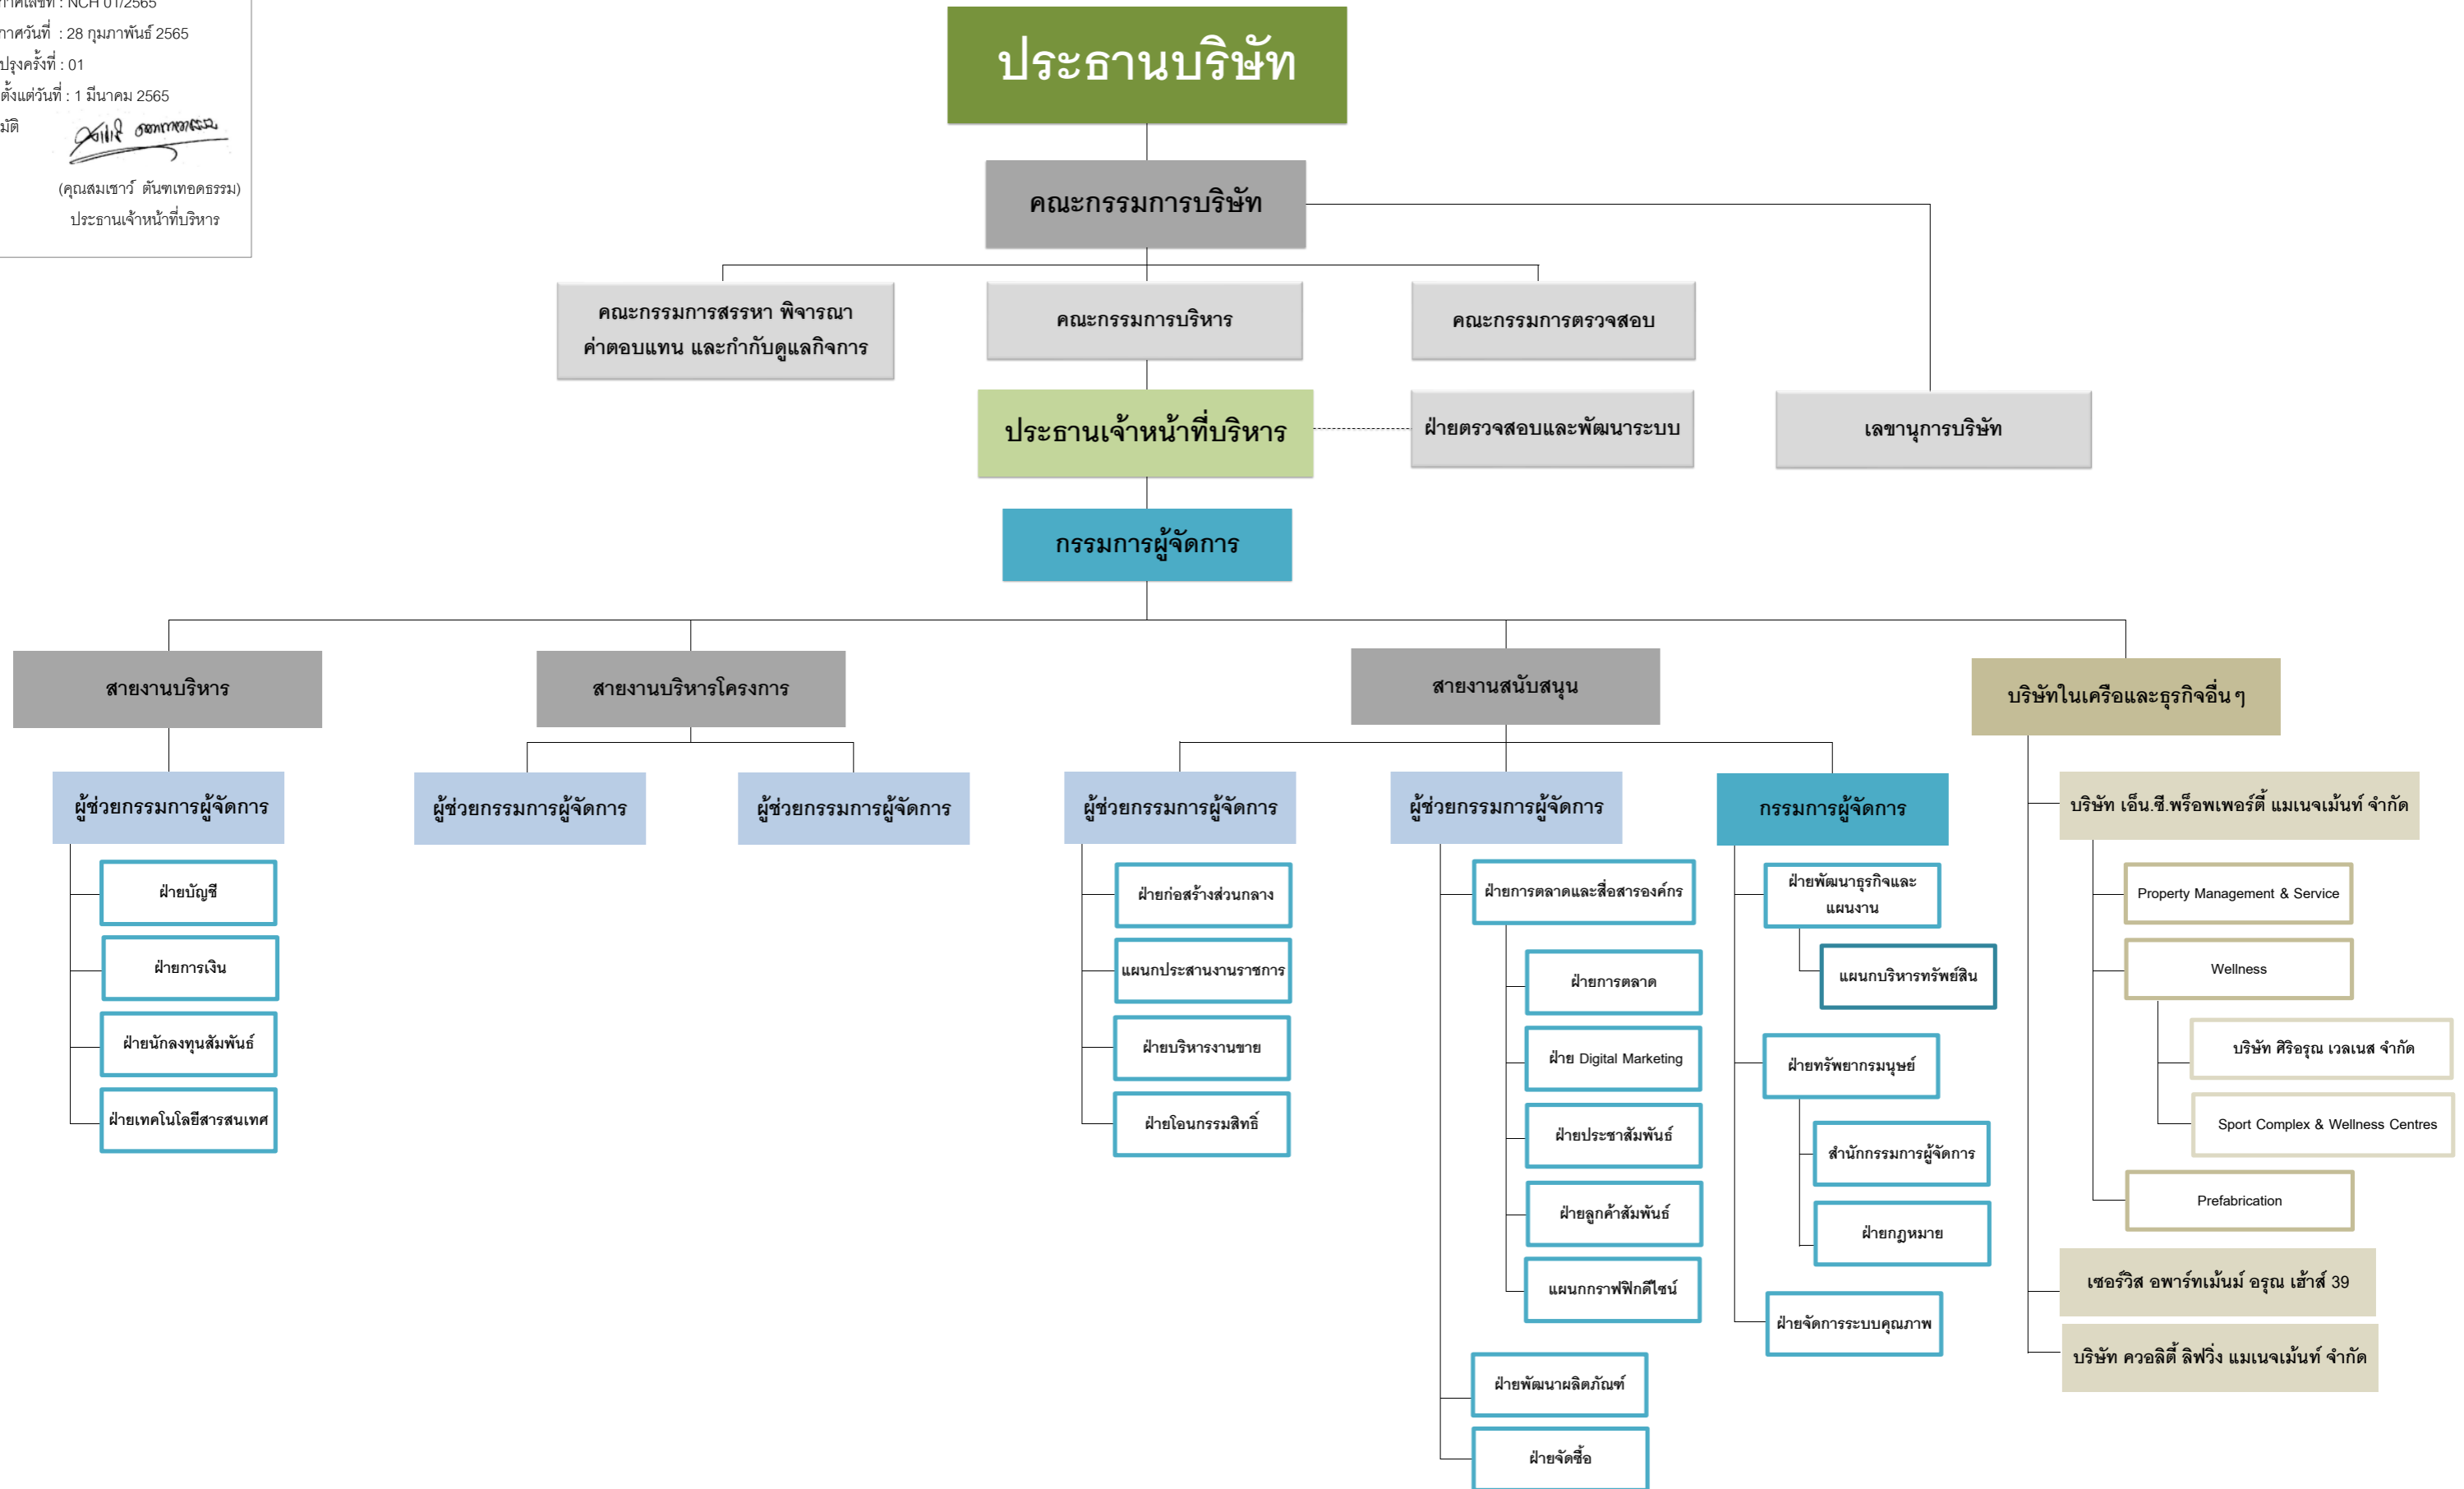 กาศเลขที่ : NCH 01/2565
กาศวันที่ : 28 กุมภาพันธ์ 2565
ปรุงครั้งที่ : 01
ตั้งแต่วันที่ : 1 มีนาคม 2565
มัติ
(คุณสมเชาว์ ตันฑเทอดธรรม)
ประธานเจ้าหน้าที่บริหาร
ประธานบริษัท
คณะกรรมการบริษัท
คณะกรรมการสรรหา พิจารณา
ค่าตอบแทน และกำกับดูแลกิจการ
คณะกรรมการบริหาร
คณะกรรมการตรวจสอบ
ประธานเจ้าหน้าที่บริหาร
ฝ่ายตรวจสอบและพัฒนาระบบ
เลขานุการบริษัท
กรรมการผู้จัดการ
สายงานบริหาร
สายงานบริหารโครงการ
สายงานสนับสนุน
บริษัทในเครือและธุรกิจอื่นๆ
ผู้ช่วยกรรมการผู้จัดการ
ผู้ช่วยกรรมการผู้จัดการ
ผู้ช่วยกรรมการผู้จัดการ
ผู้ช่วยกรรมการผู้จัดการ
ผู้ช่วยกรรมการผู้จัดการ
กรรมการผู้จัดการ
บริษัท เอ็น.ซี.พร็อพเพอร์ตี้ แมเนจเม้นท์ จำกัด
ฝ่ายบัญชี
ฝ่ายการเงิน
ฝ่ายนักลงทุนสัมพันธ์
ฝ่ายเทคโนโลยีสารสนเทศ
ฝ่ายก่อสร้างส่วนกลาง
แผนกประสานงานราชการ
ฝ่ายบริหารงานขาย
ฝ่ายโอนกรรมสิทธิ์
ฝ่ายการตลาดและสื่อสารองค์กร
ฝ่ายการตลาด
ฝ่าย Digital Marketing
ฝ่ายประชาสัมพันธ์
ฝ่ายลูกค้าสัมพันธ์
แผนกกราฟฟิกดีไซน์
ฝ่ายพัฒนาผลิตภัณฑ์
ฝ่ายจัดซื้อ
ฝ่ายพัฒนาธุรกิจและ
แผนงาน
แผนกบริหารทรัพย์สิน
ฝ่ายทรัพยากรมนุษย์
สำนักกรรมการผู้จัดการ
ฝ่ายกฎหมาย
ฝ่ายจัดการระบบคุณภาพ
Property Management & Service
Wellness
บริษัท ศิริอรุณ เวลเนส จำกัด
Sport Complex & Wellness Centres
Prefabrication
เซอร์วิส อพาร์ทเม้นม์ อรุณ เฮ้าส์ 39
บริษัท ควอลิตี้ ลิฟวิ่ง แมเนจเม้นท์ จำกัด